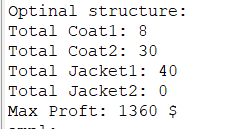 Optinal structure:
Total Coat1: 8
Total Coat2: 30
Total Jacket1: 40
Total Jacket2: 0
Max Proft: 1360 $